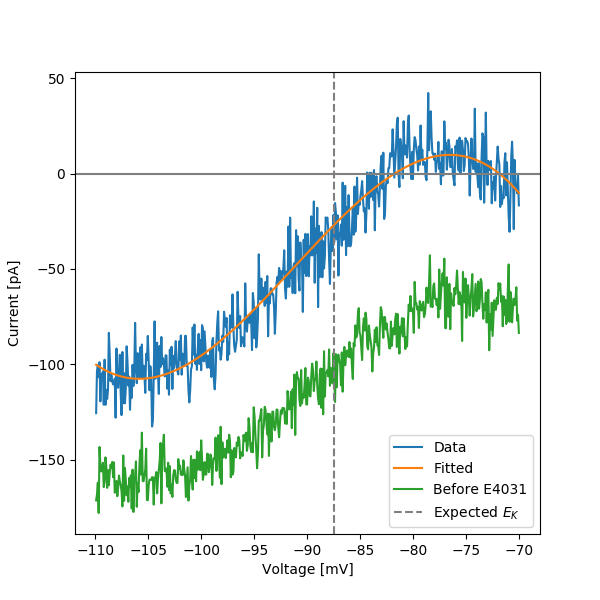 50
0
−50
−100
−150
Current [pA]
−110 −105 −100 −95 −90 −85 −80 −75 −70
Voltage [mV]
Data
Fitted
Before E4031
Expected E_K